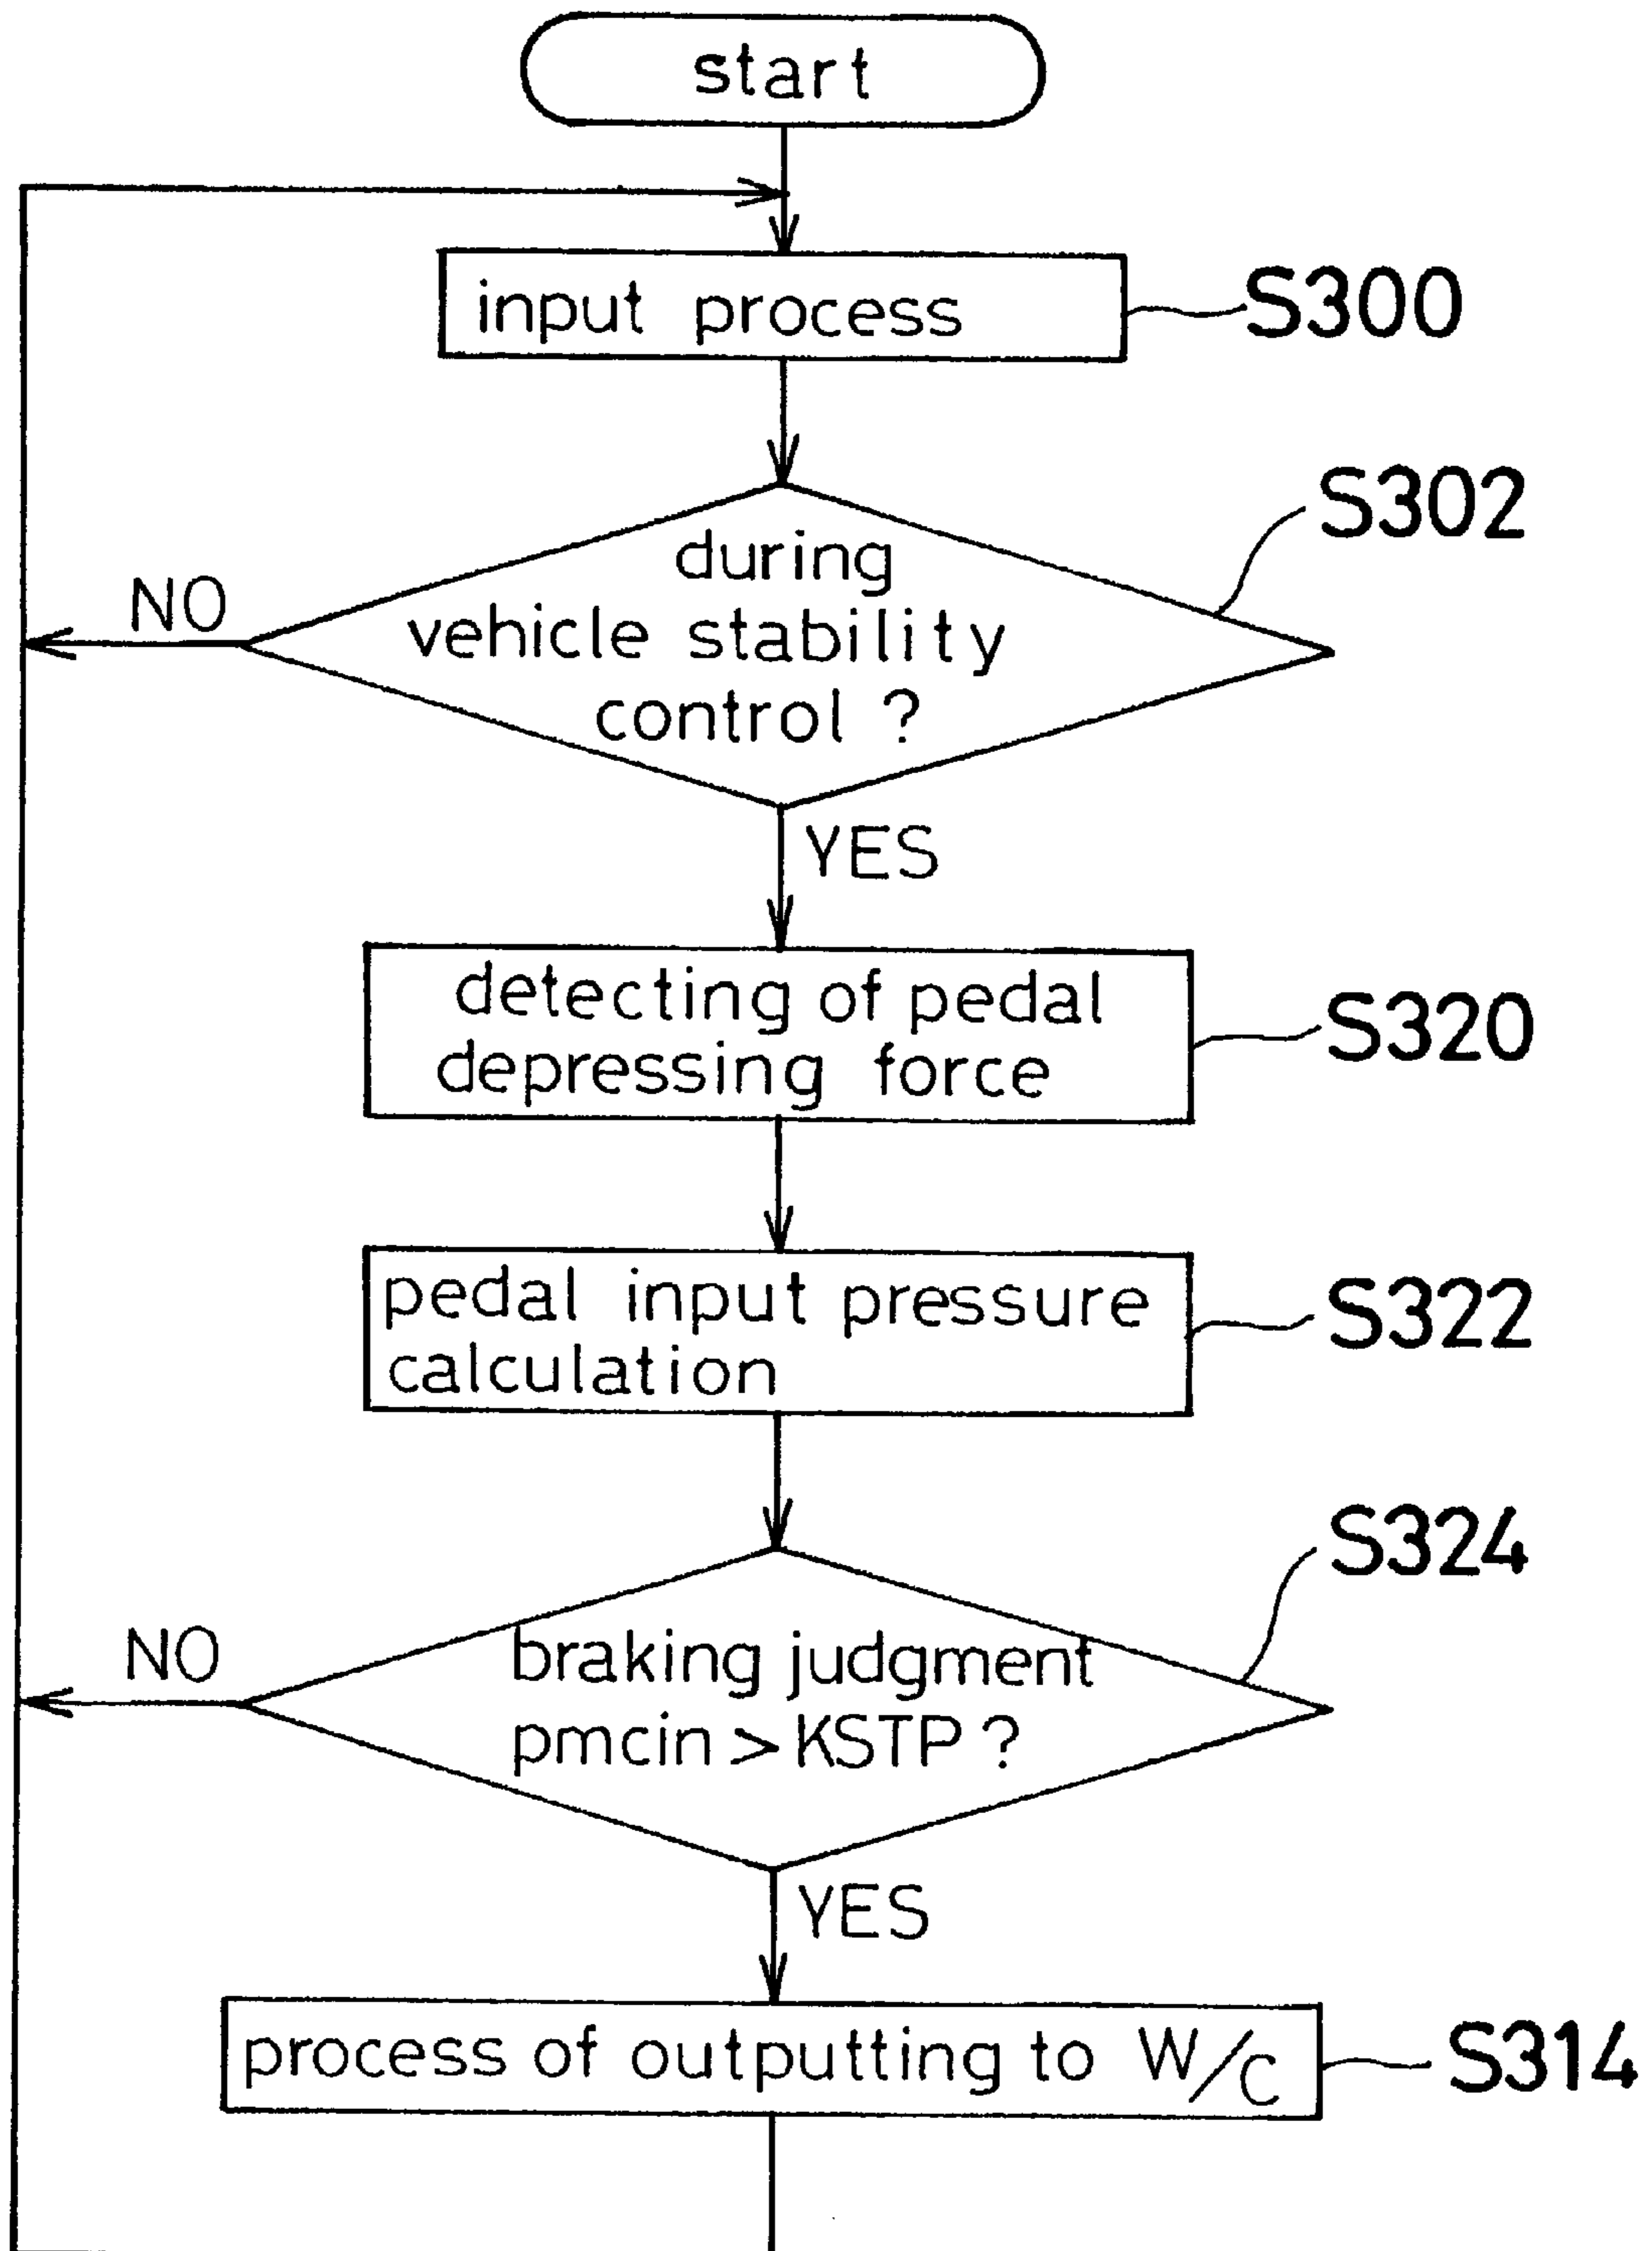 start
input process
S300
S302
during
vehicle stability
control ?
NO
YES
detecting of pedal
depressing force
S320
pedal input pressure
calculation
S322
S324
braking judgment
pmcin > KSTP ?
NO
YES
process of outputting to W/C
S314